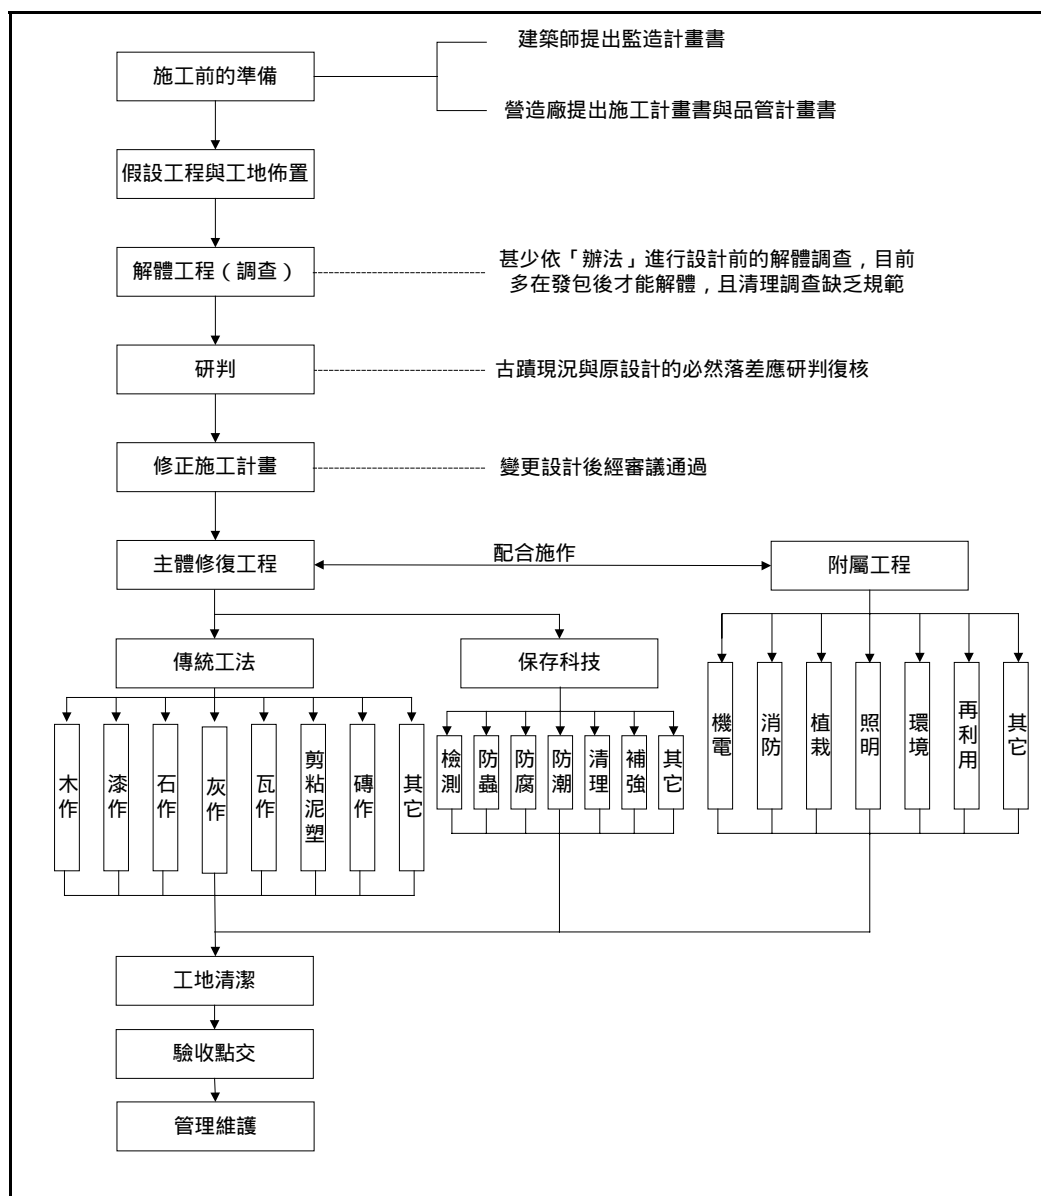 建築師提出監造計畫書
施工前的準備
營造廠提出施工計畫書與品管計畫書
假設工程與工地佈置
解體工程（調查）
甚少依「辦法」進行設計前的解體調查，目前
多在發包後才能解體，且清理調查缺乏規範
研判
古蹟現況與原設計的必然落差應研判復核
修正施工計畫
變更設計後經審議通過
主體修復工程
配合施作
附屬工程
傳統工法
保存科技
木作
漆作
石作
灰作
瓦作
剪粘泥塑
磚作
其它
檢測
防蟲
防腐
防潮
清理
補強
其它
機電
消防
植栽
照明
環境
再利用
其它
工地清潔
驗收點交
管理維護